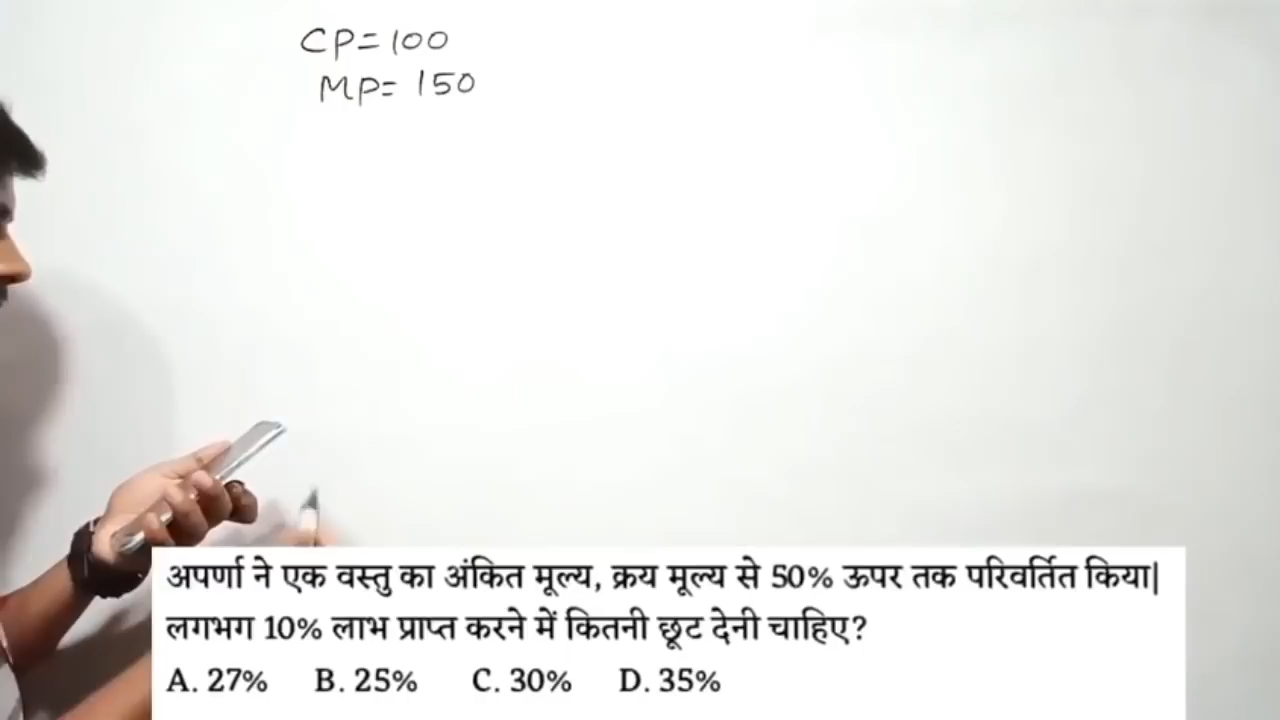 CP=100
MP= 150
अपर्णा ने एक वस्तु का अंकित मूल्य, क्रय मूल्य से 50% ऊपर तक परिवर्तित किया|
लगभग 10% लाभ प्राप्त करने में कितनी छूट देनी चाहिए?
A. 27% B. 25% C. 30% D. 35%